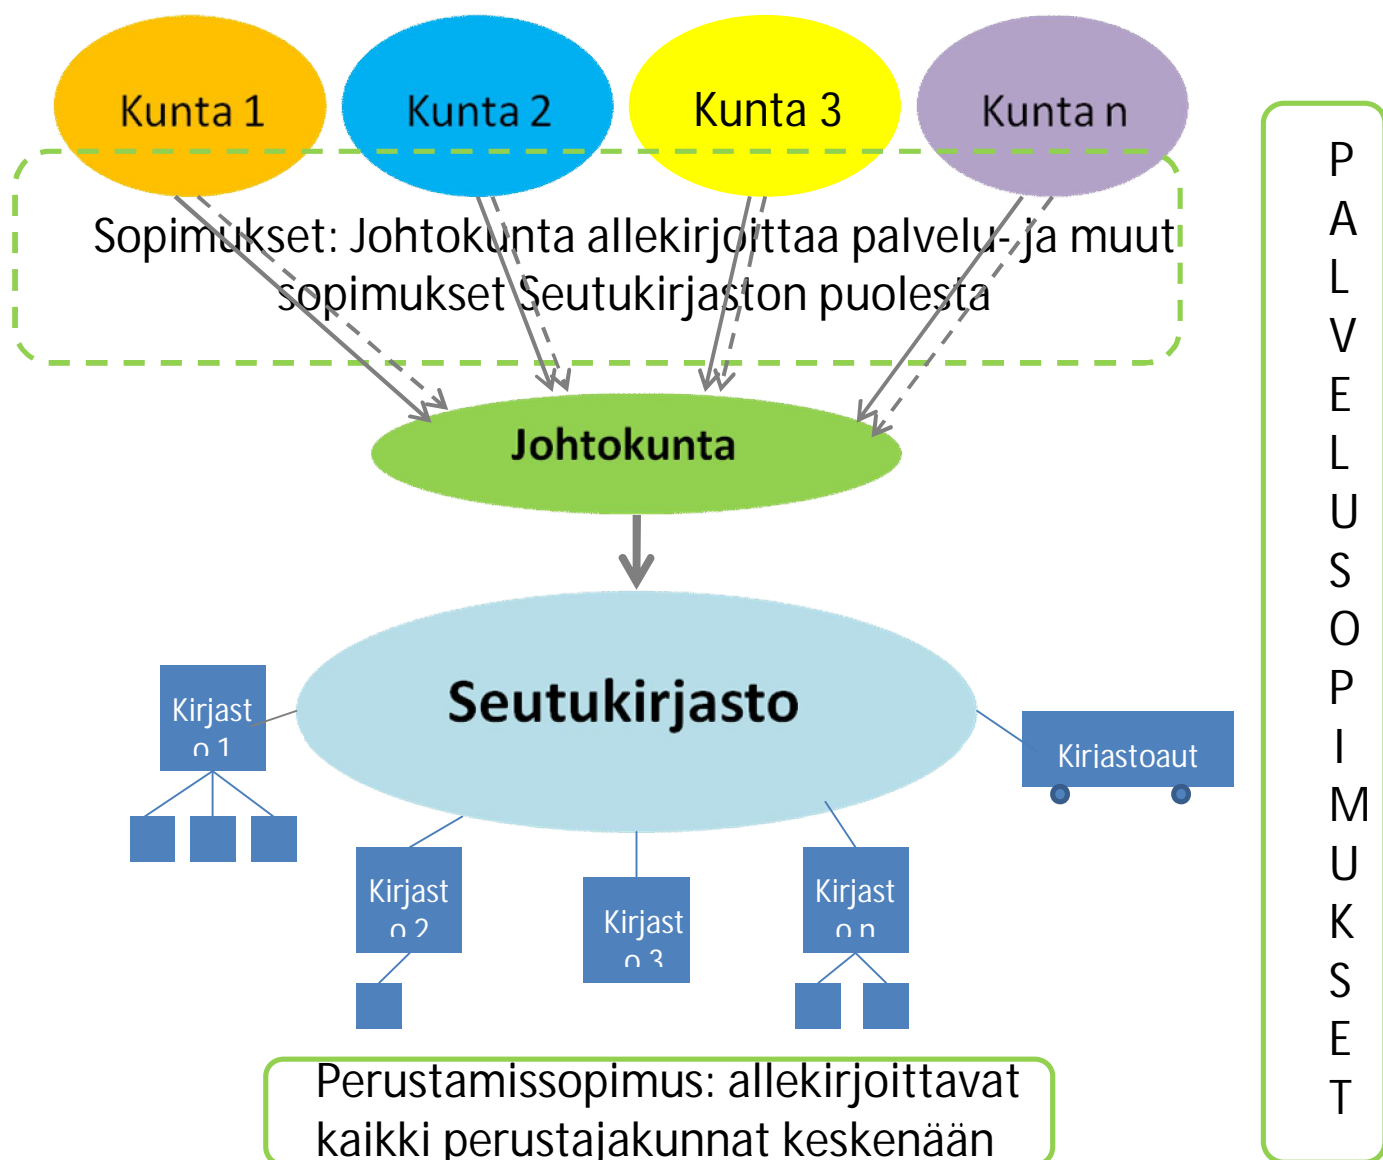 Kunta 1
Kunta 2
Kunta 3
Kunta n
Sopimukset: Johtokunta allekirjoittaa palvelu- ja muut
sopimukset Seutukirjaston puolesta
Johtokunta
Seutukirjasto
Kirjast
o 1
Kirjast
o 2
Kirjast
o 3
Kirjast
o n
Kirjastoaut
Perustamissopimus: allekirjoittavat
kaikki perustajakunnat keskenään
P
A
L
V
E
L
U
S
O
P
I
M
U
K
S
E
T